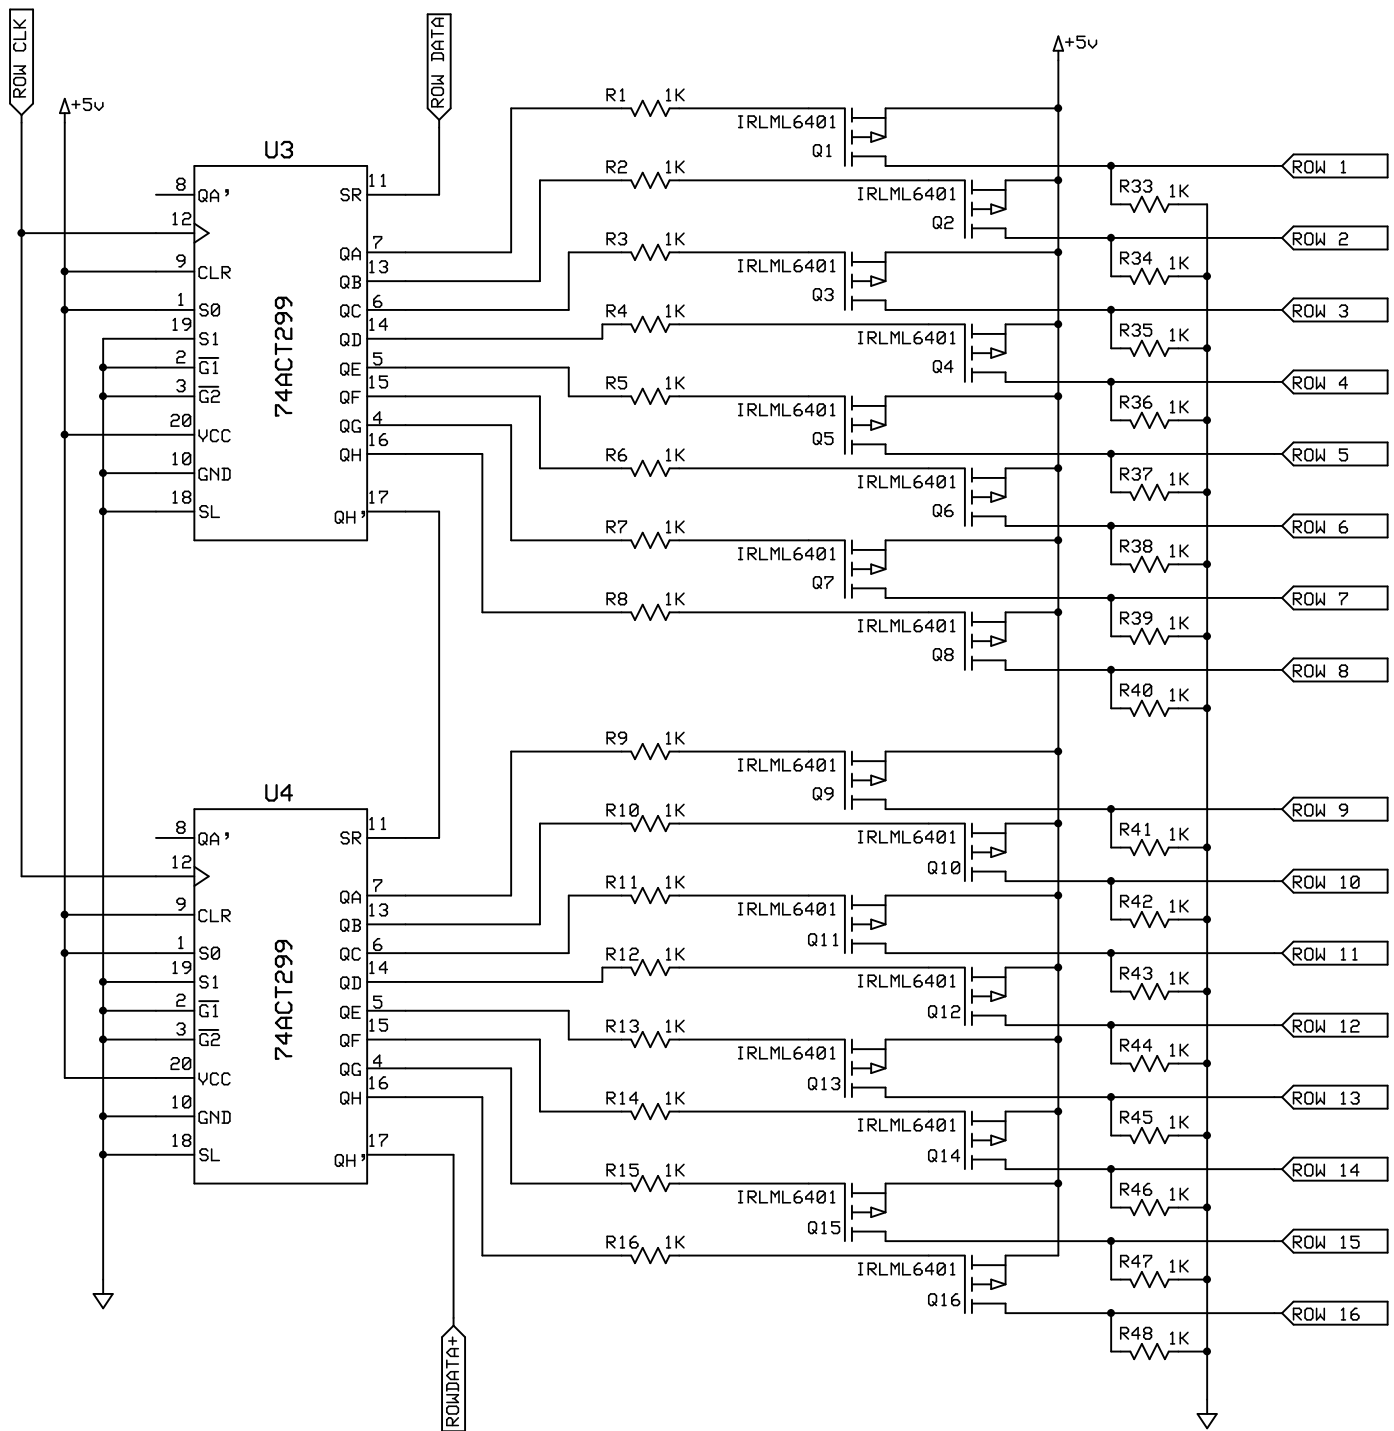 ROW CLK
+5v
ROW DATA
+5v
U3
74ACT299
8 QA'
12
9 CLR
1 S0
19 S1
2 G1
3 G2
20 VCC
10 GND
18 SL
11 SR
7 QA
13 QB
6 QC
14 QD
5 QE
15 QF
4 QG
16 QH
17 QH'
R1 1K
IRLML6401
Q1
R33 1K
ROW 1
R2 1K
IRLML6401
Q2
R34 1K
ROW 2
R3 1K
IRLML6401
Q3
R35 1K
ROW 3
R4 1K
IRLML6401
Q4
R36 1K
ROW 4
R5 1K
IRLML6401
Q5
R37 1K
ROW 5
R6 1K
IRLML6401
Q6
R38 1K
ROW 6
R7 1K
IRLML6401
Q7
R39 1K
ROW 7
R8 1K
IRLML6401
Q8
R40 1K
ROW 8
U4
74ACT299
8 QA'
12
9 CLR
1 S0
19 S1
2 G1
3 G2
20 VCC
10 GND
18 SL
11 SR
7 QA
13 QB
6 QC
14 QD
5 QE
15 QF
4 QG
16 QH
17 QH'
R9 1K
IRLML6401
Q9
R41 1K
ROW 9
R10 1K
IRLML6401
Q10
R42 1K
ROW 10
R11 1K
IRLML6401
Q11
R43 1K
ROW 11
R12 1K
IRLML6401
Q12
R44 1K
ROW 12
R13 1K
IRLML6401
Q13
R45 1K
ROW 13
R14 1K
IRLML6401
Q14
R46 1K
ROW 14
R15 1K
IRLML6401
Q15
R47 1K
ROW 15
R16 1K
IRLML6401
Q16
R48 1K
ROW 16
ROWDATA+